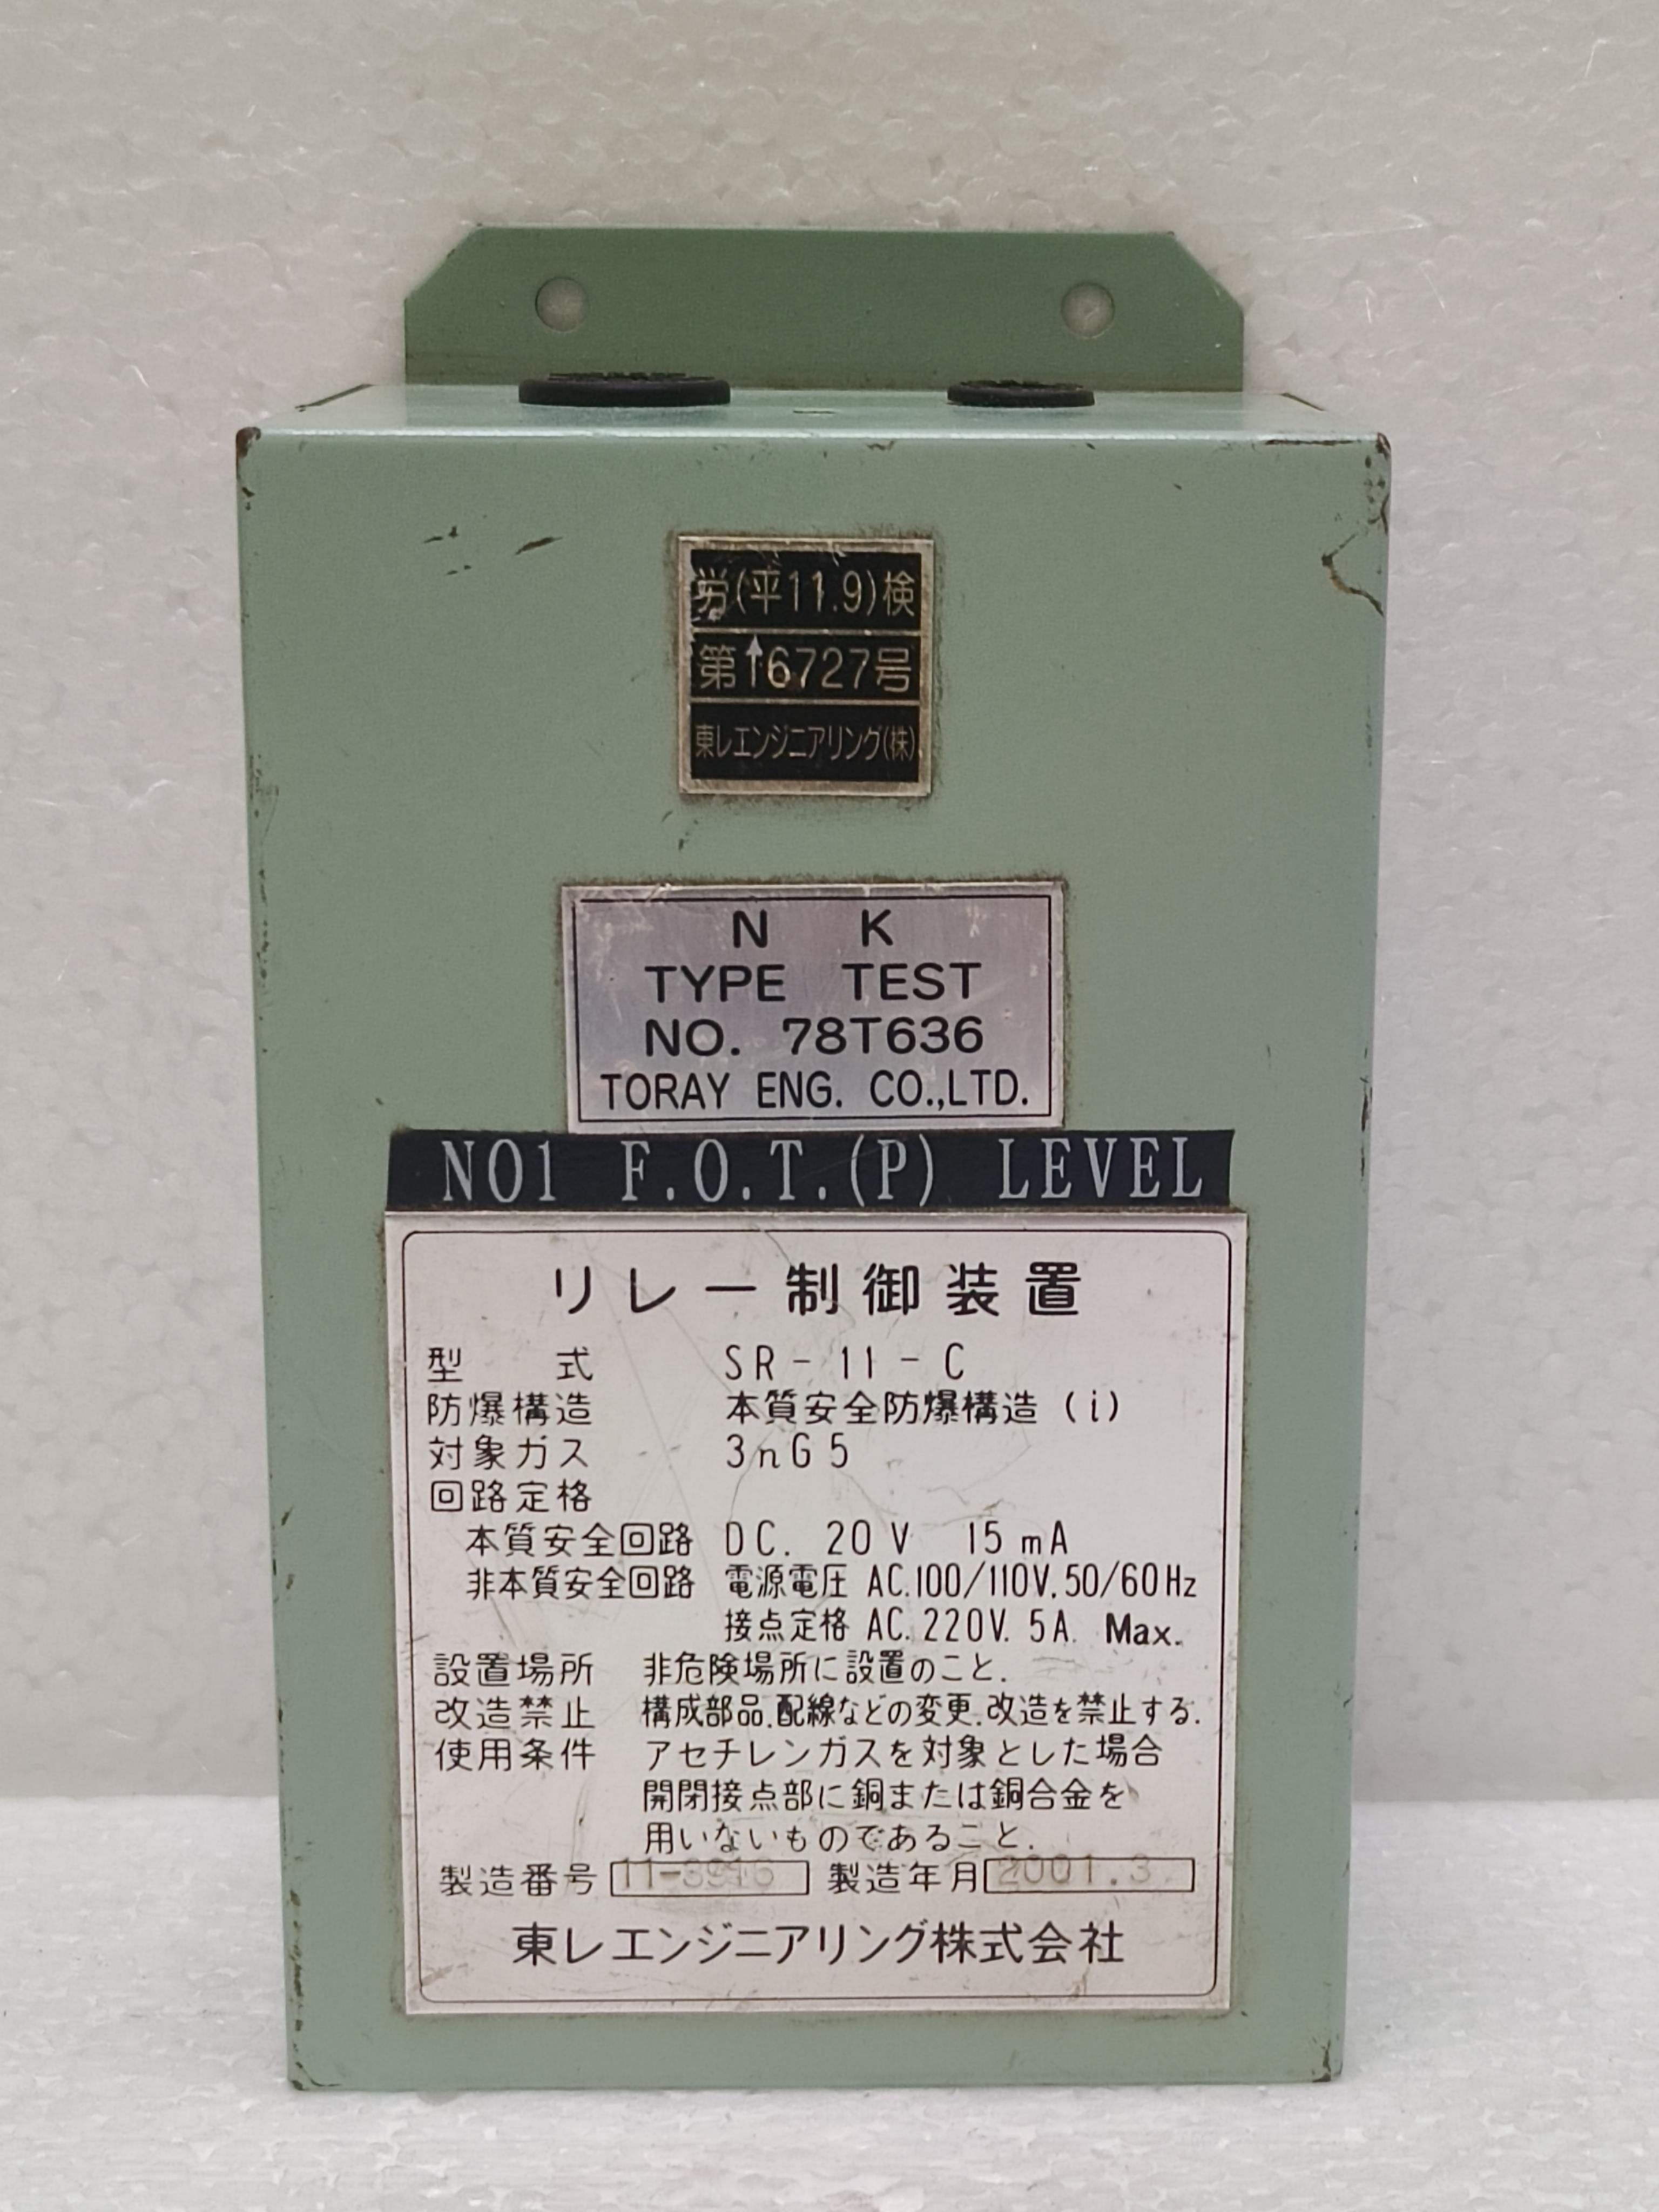 労(平11.9)検
第16727号
東レエンジニアリング(株)
N K
TYPE TEST
NO. 78T636
TORAY ENG. CO.,LTD.
NO1 F.O.T.(P) LEVEL
リレー制御装置
型 式 SR-11-C
防爆構造 本質安全防爆構造 (i)
対象ガス 3nG5
回路定格
本質安全回路 DC. 20V 15mA
非本質安全回路 電源電圧 AC.100/110V.50/60Hz
接点定格 AC.220V. 5A. Max.
設置場所 非危険場所に設置のこと.
改造禁止 構成部品.配線などの変更.改造を禁止する.
使用条件 アセチレンガスを対象とした場合
開閉接点部に銅または銅合金を
用いないものであること.
製造番号 製造年月 2001.3
東レエンジニアリング株式会社